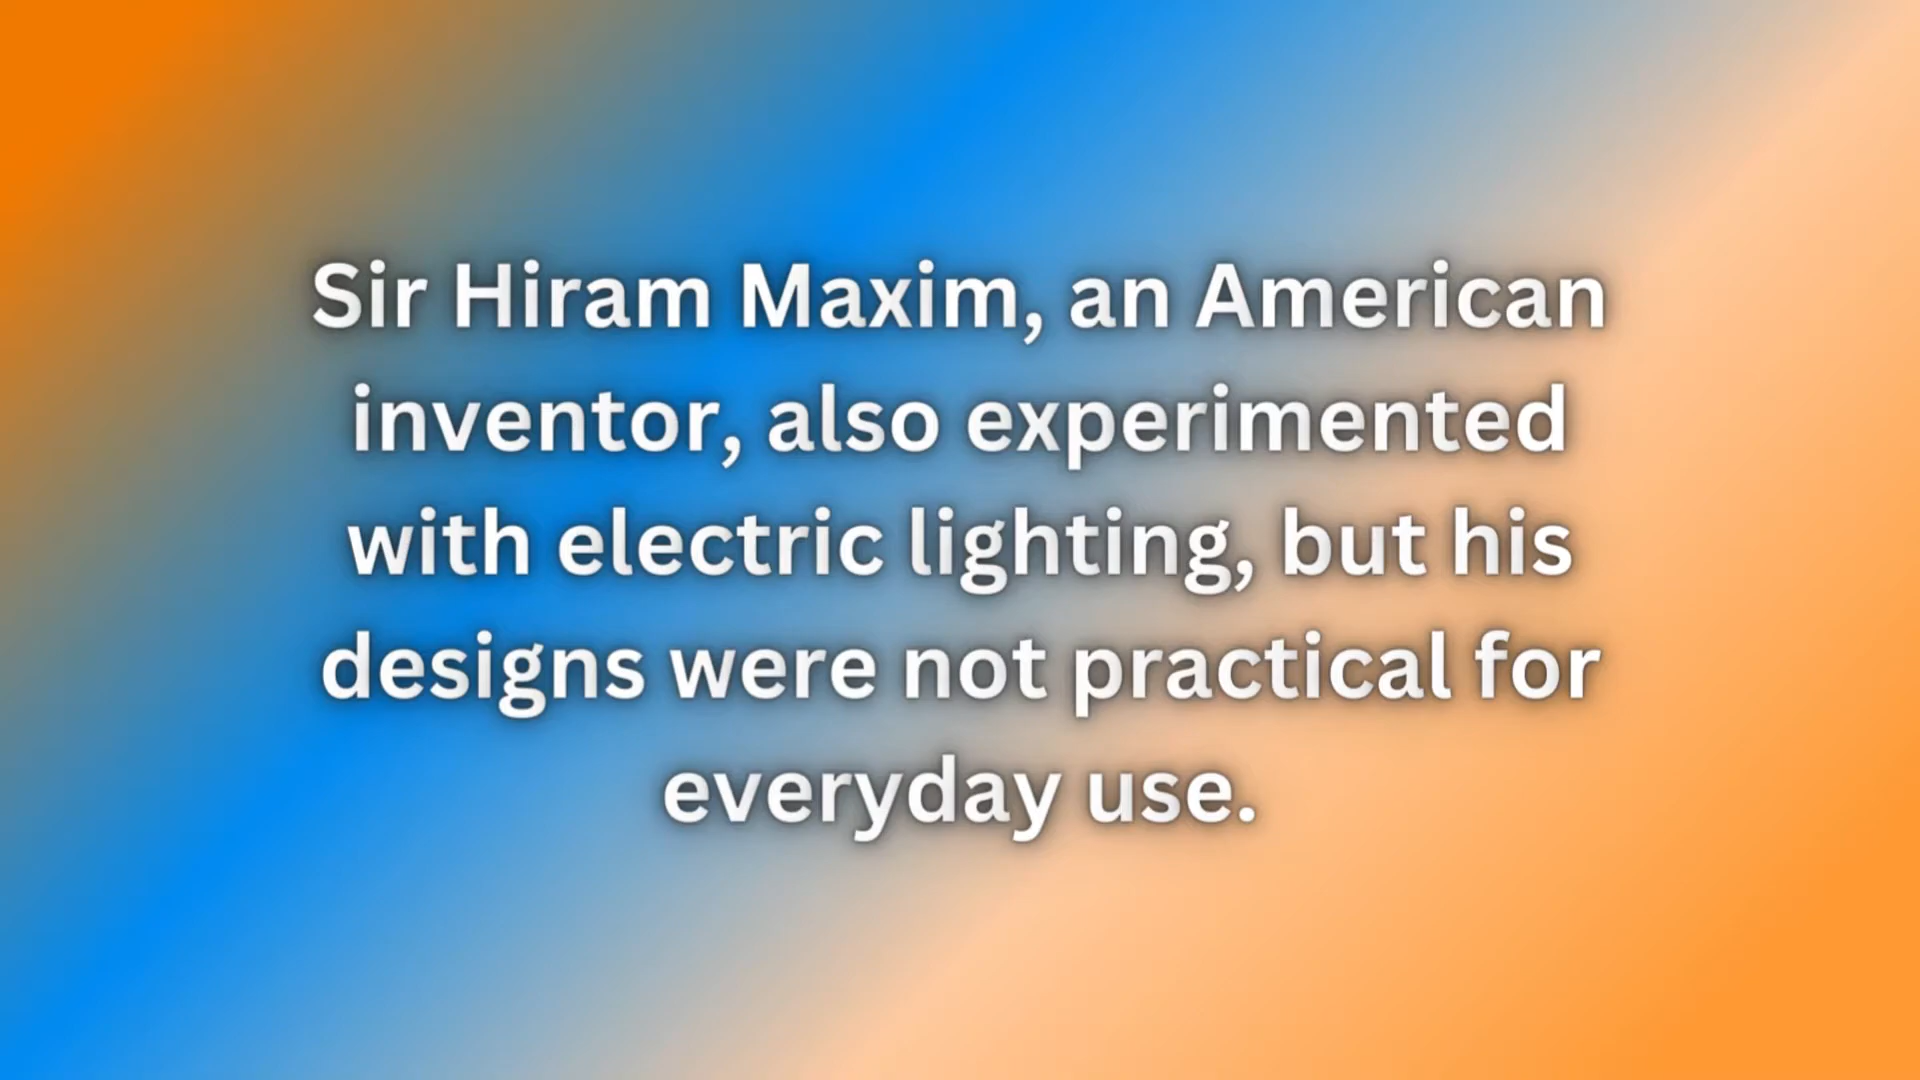 Sir Hiram Maxim, an American
inventor, also experimented
with electric lighting, but his
designs were not practical for
everyday use.